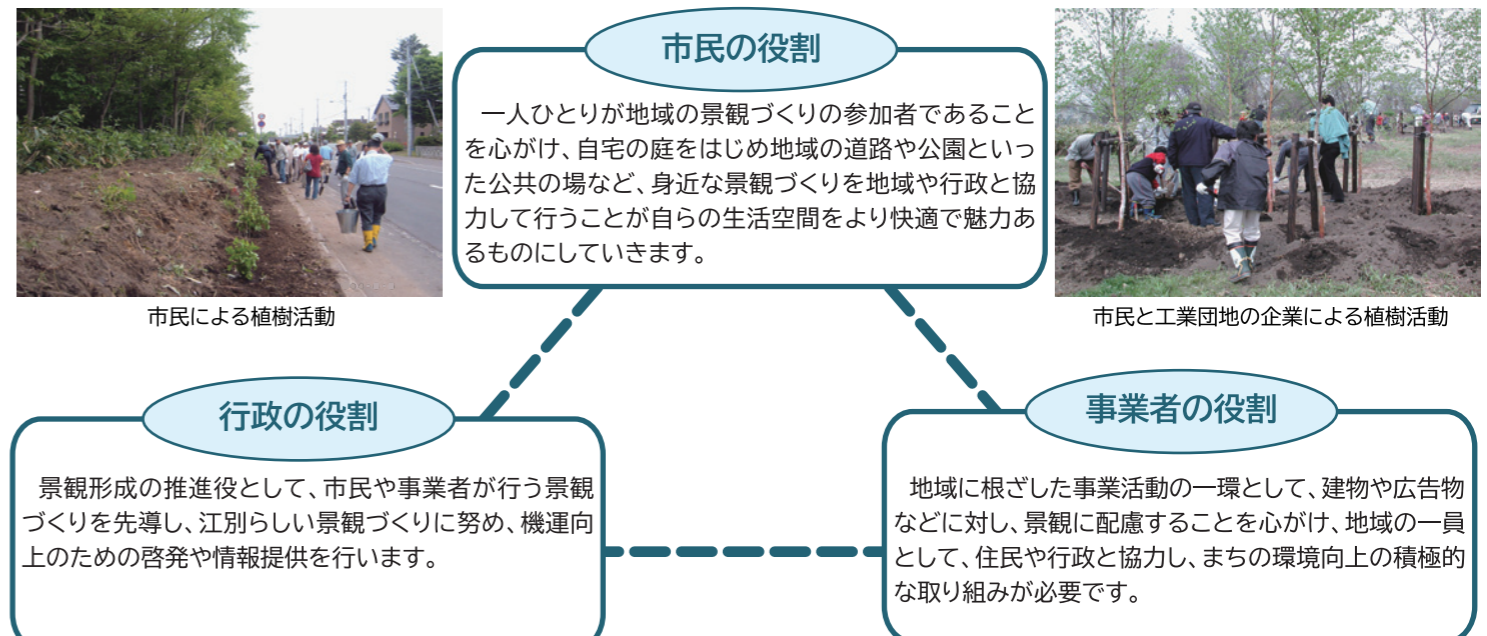 市民の役割
一人ひとりが地域の景観づくりの参加者であること
を心がけ、自宅の庭をはじめ地域の道路や公園といっ
た公共の場など、身近な景観づくりを地域や行政と協
力して行うことが自らの生活空間をより快適で魅力あ
るものにしていきます。
市民による植樹活動
市民と工業団地の企業による植樹活動
行政の役割
景観形成の推進役として、市民や事業者が行う景観
づくりを先導し、江別らしい景観づくりに努め、機運向
上のための啓発や情報提供を行います。
事業者の役割
地域に根ざした事業活動の一環として、建物や広告物
などに対し、景観に配慮することを心がけ、地域の一員
として、住民や行政と協力し、まちの環境向上の積極的
な取り組みが必要です。